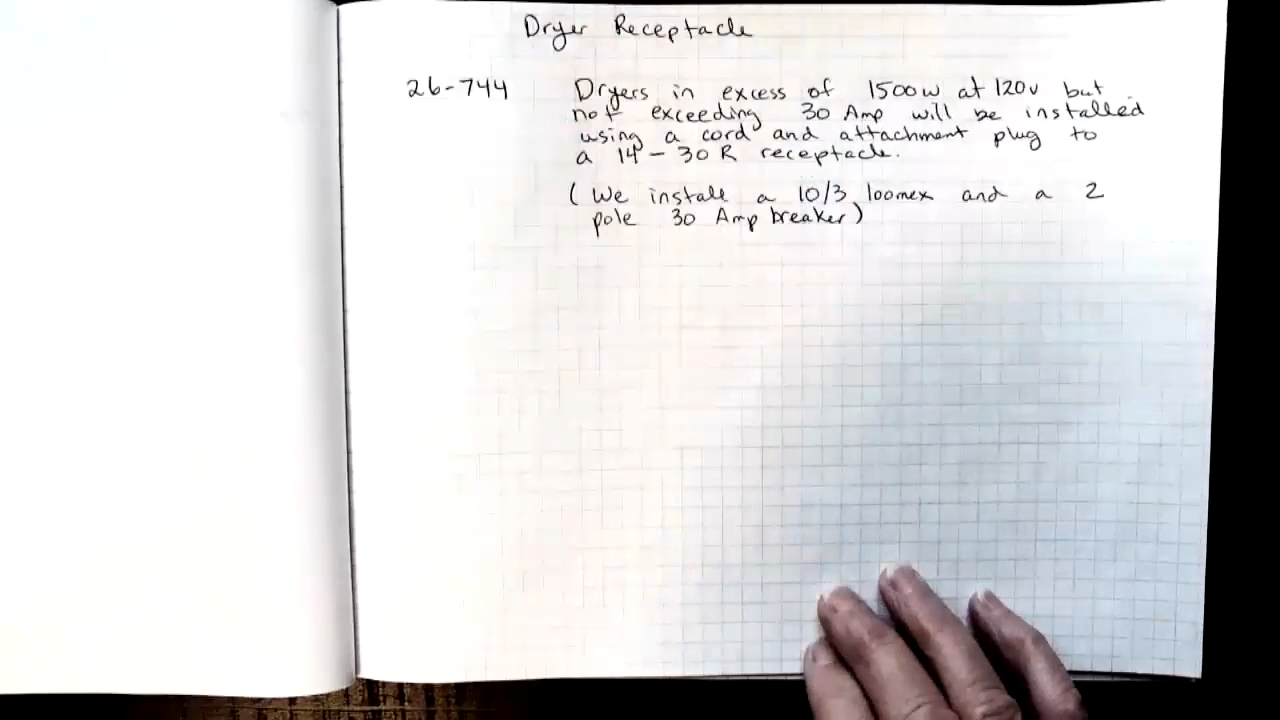 Dryer Receptacle
26-744 Dryers in excess of 1500w at 120v but
not exceeding 30 Amp will be installed
using a cord and attachment plug to
a 14-30R receptacle.
(We install a 10/3 loomex and a 2
pole 30 Amp breaker)